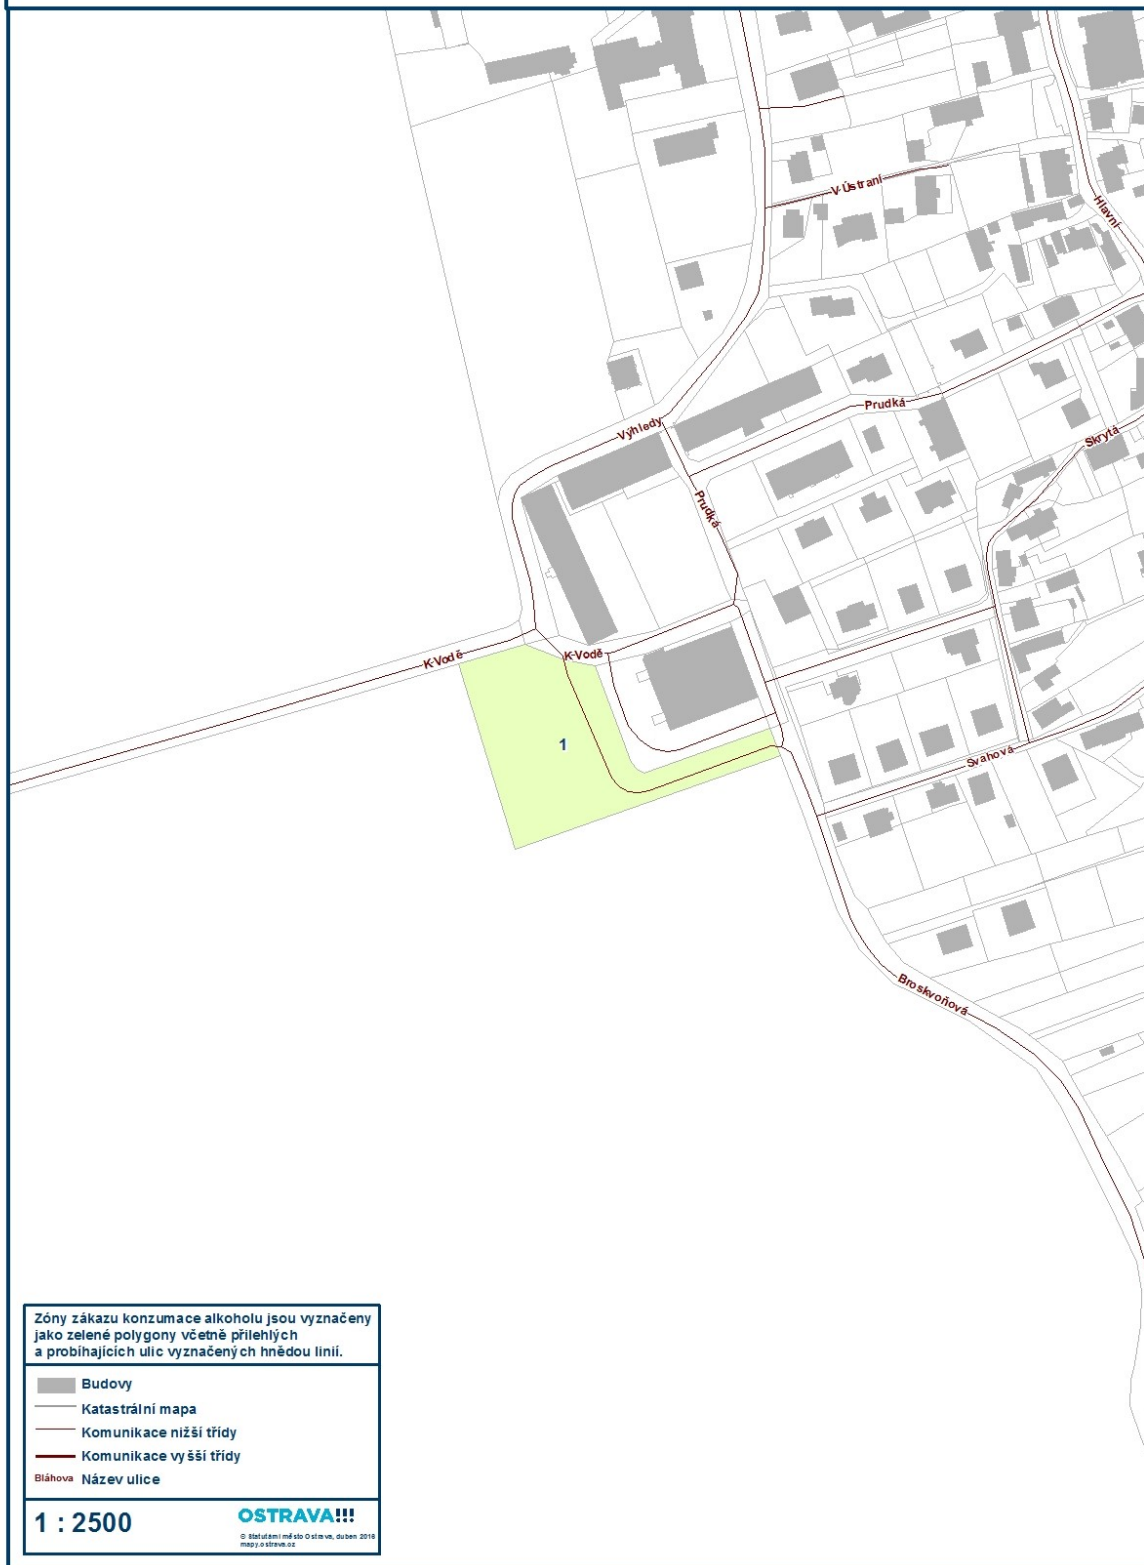 V Ústraní
Hlavní
Prudká
Výhledy
Skrytá
Prudká
K Vodě
K Vodě
1
Svahová
Broskvoňová
Zóny zákazu konzumace alkoholu jsou vyznačeny
jako zelené polygony včetně přilehlých
a probíhajících ulic vyznačených hnědou linií.
Budovy
Katastrální mapa
Komunikace nižší třídy
Komunikace vyšší třídy
Bláhova Název ulice
1 : 2500
OSTRAVA!!!
© Statutární město Ostrava, duben 2016
mapy.ostrava.cz